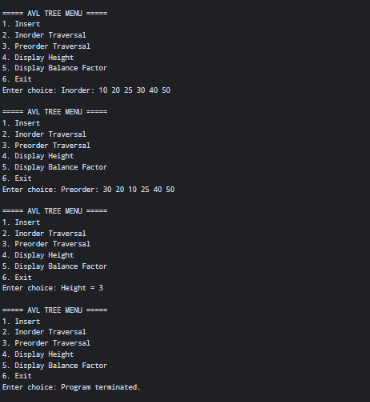 ===== AVL TREE MENU =====
1. Insert
2. Inorder Traversal
3. Preorder Traversal
4. Display Height
5. Display Balance Factor
6. Exit
Enter choice: Inorder: 10 20 25 30 40 50
===== AVL TREE MENU =====
1. Insert
2. Inorder Traversal
3. Preorder Traversal
4. Display Height
5. Display Balance Factor
6. Exit
Enter choice: Preorder: 30 20 10 25 40 50
===== AVL TREE MENU =====
1. Insert
2. Inorder Traversal
3. Preorder Traversal
4. Display Height
5. Display Balance Factor
6. Exit
Enter choice: Height = 3
===== AVL TREE MENU =====
1. Insert
2. Inorder Traversal
3. Preorder Traversal
4. Display Height
5. Display Balance Factor
6. Exit
Enter choice: Program terminated.